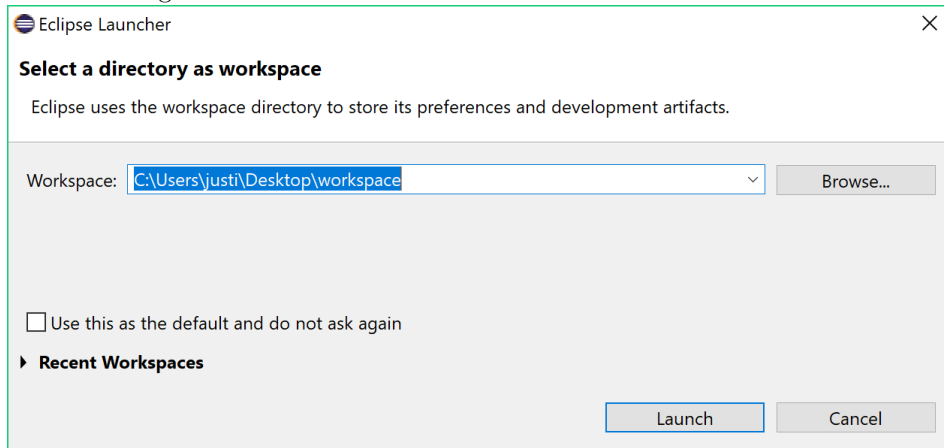 Eclipse Launcher
Select a directory as workspace
Eclipse uses the workspace directory to store its preferences and development artifacts.
Workspace: C:\Users\justi\Desktop\workspace Browse...
Use this as the default and do not ask again
Recent Workspaces
Launch Cancel